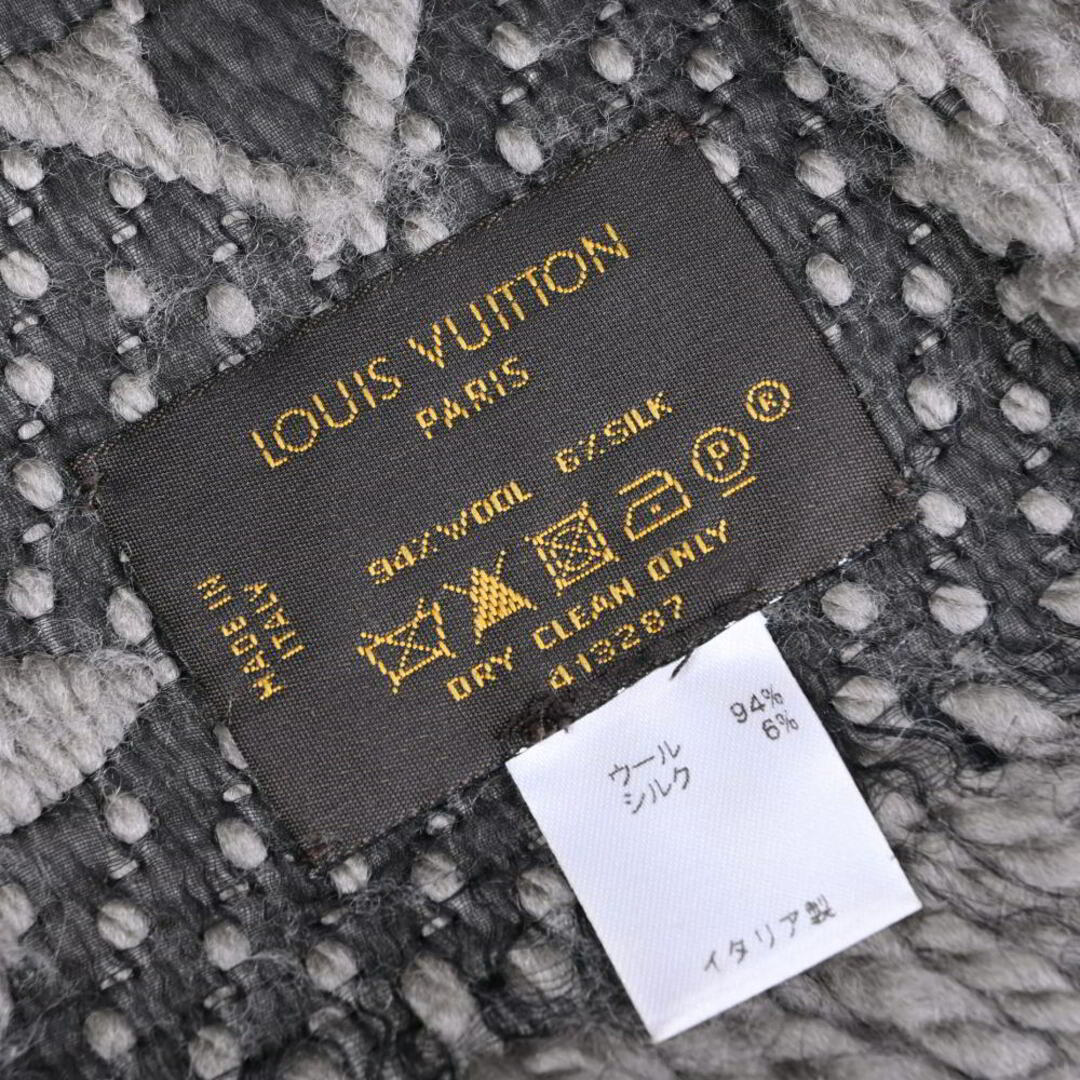 LOUIS VUITTON
PARIS
94% WOOL 6% SILK
P ®
DRY CLEAN ONLY
413287
MADE IN
ITALY
ウール 94%
シルク 6%
イタリア製